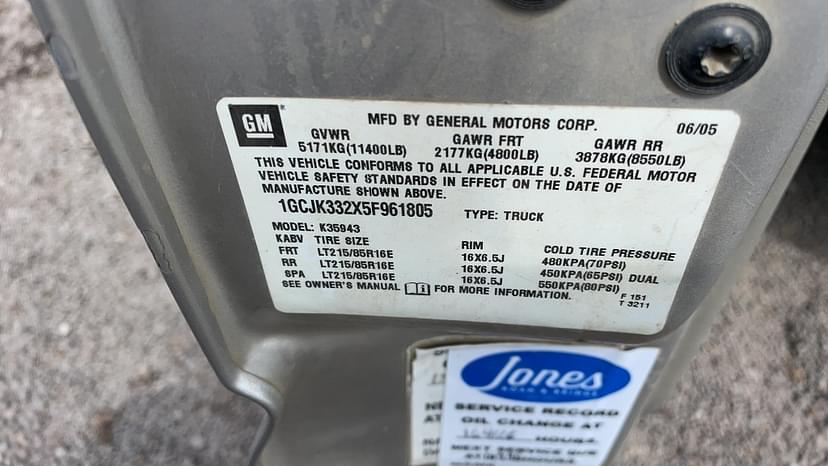 GM
MFD BY GENERAL MOTORS CORP. 06/05
GVWR GAWR FRT GAWR RR
5171KG(11400LB) 2177KG(4800LB) 3878KG(8550LB)
THIS VEHICLE CONFORMS TO ALL APPLICABLE U.S. FEDERAL MOTOR
VEHICLE SAFETY STANDARDS IN EFFECT ON THE DATE OF
MANUFACTURE SHOWN ABOVE.
1GCJK332X5F961805 TYPE: TRUCK
MODEL: K35943
KABV TIRE SIZE RIM COLD TIRE PRESSURE
FRT LT215/85R16E 16X6.5J 480KPA(70PSI)
RR LT215/85R16E 16X6.5J 450KPA(65PSI) DUAL
SPA LT215/85R16E 16X6.5J 550KPA(80PSI)
SEE OWNER'S MANUAL FOR MORE INFORMATION.
F 151
T 3211
Jones
SERVICE RECORD
OIL CHANGE AT
HOURS.
NEXT SERVICE DUE